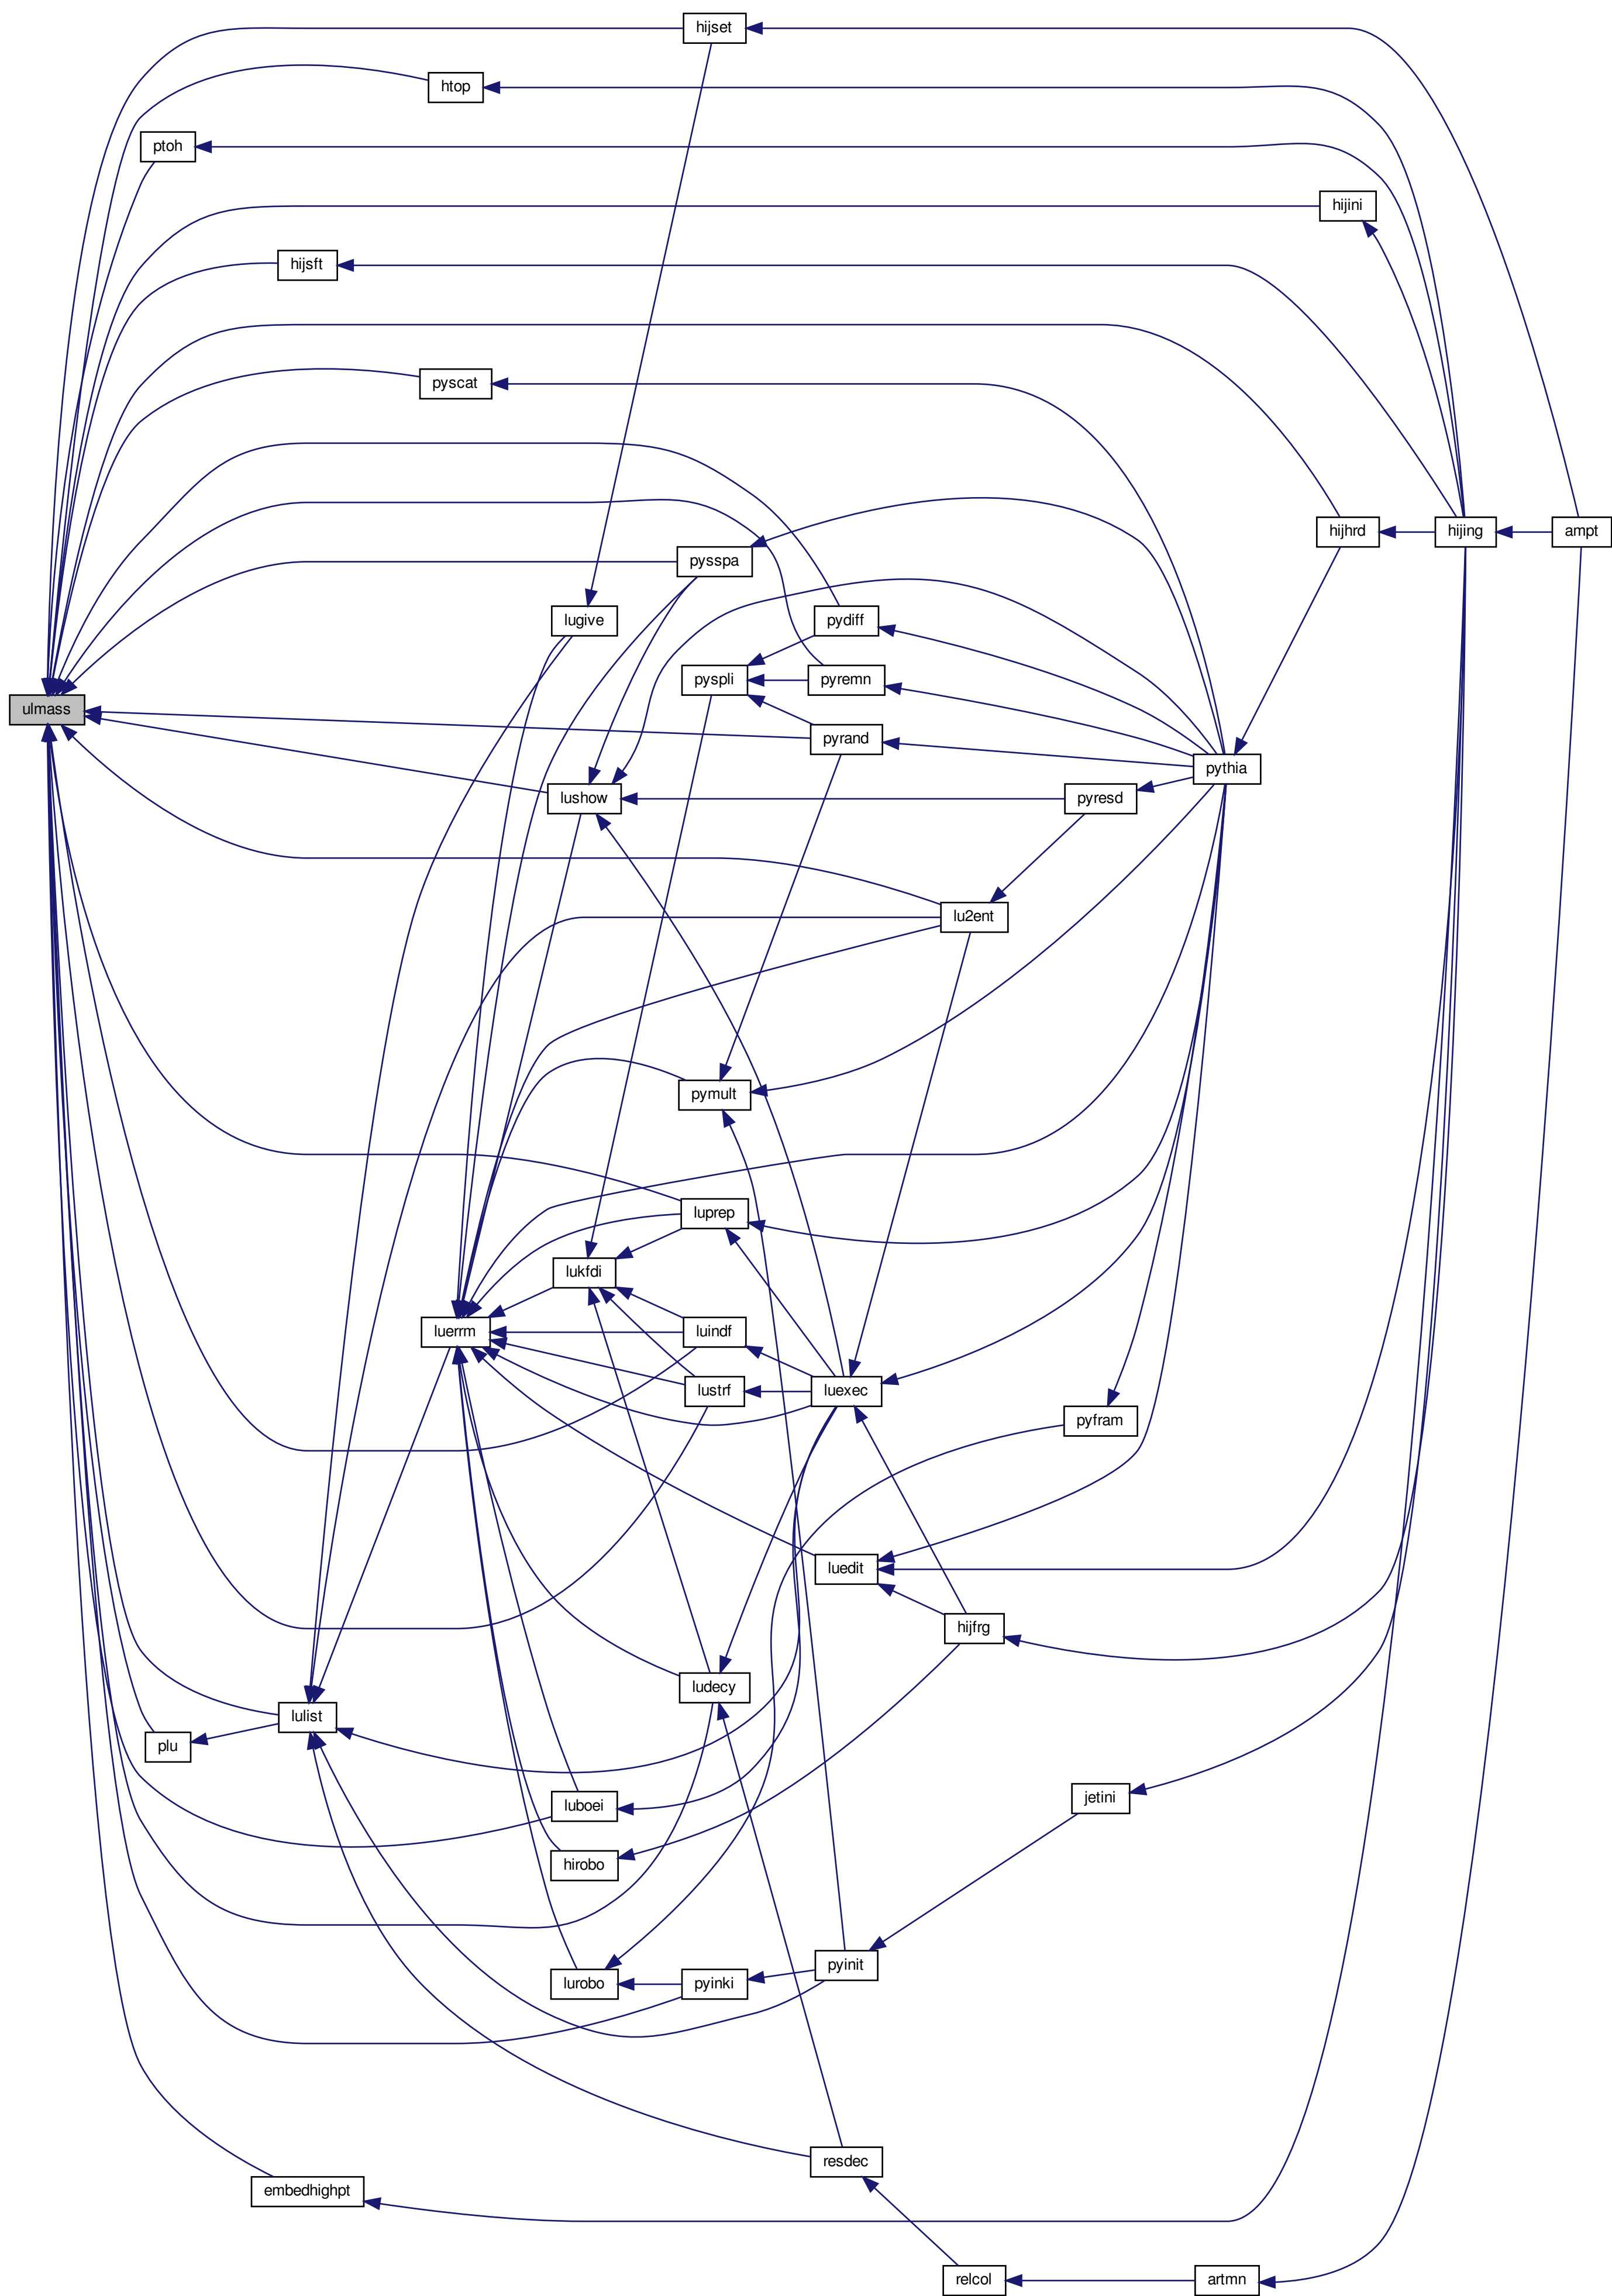 hijset
htop
ptoh
hijini
hijsft
pyscat
hijhrd
hijing
ampt
pysspa
lugive
pydiff
pyspli
pyremn
ulmass
pyrand
pythia
lushow
pyresd
lu2ent
pymult
luprep
lukfdi
luerrm
luindf
lustrf
luexec
pyfram
luedit
hijfrg
ludecy
lulist
plu
jetini
luboei
hirobo
pyinit
lurobo
pyinki
resdec
embedhighpt
relcol
artmn